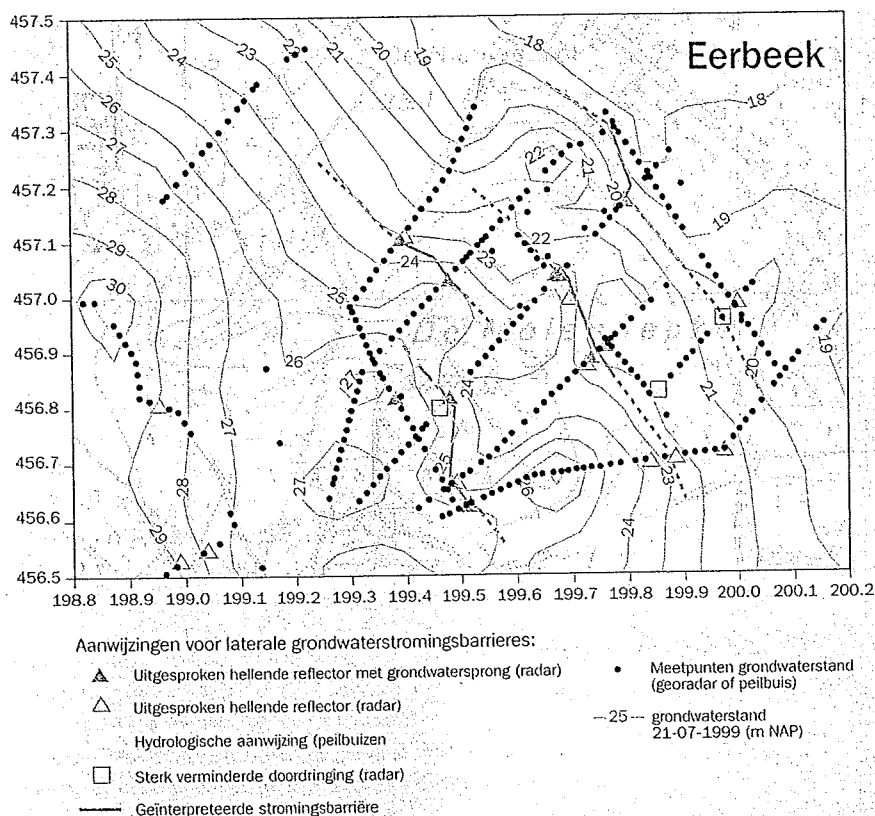 Eerbeek
457.5
457.4
457.3
457.2
457.1
457.0
456.9
456.8
456.7
456.6
456.5
198.8 198.9 199.0 199.1 199.2 199.3 199.4 199.5 199.6 199.7 199.8 199.9 200.0 200.1 200.2
25 24 23 22 21 20 19 18
26
27
28
29
30
18
22 21 20
19
22
24 23
25
26
27 24
27
28
29
25
27
26
24
23
21 20 19
Aanwijzingen voor laterale grondwaterstromingsbarrieres:
Uitgesproken hellende reflector met grondwatersprong (radar)
Uitgesproken hellende reflector (radar)
Hydrologische aanwijzing (peilbuizen
Sterk verminderde doordringing (radar)
Geïnterpreteerde stromingsbarrière
Meetpunten grondwaterstand
(georadar of peilbuis)
25 grondwaterstand
21-07-1999 (m NAP)